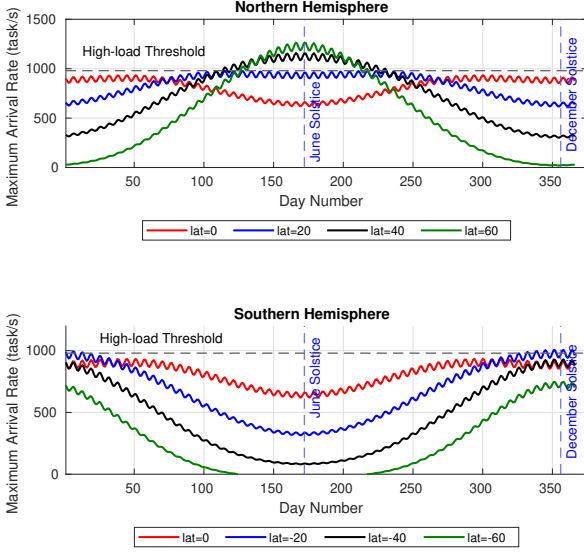 Northern Hemisphere
High-load Threshold
Maximum Arrival Rate (task/s)
1500
1000
500
0
June Solstice
December Solstice
50 100 150 200 250 300 350
Day Number
lat=0 lat=20 lat=40 lat=60
Southern Hemisphere
High-load Threshold
Maximum Arrival Rate (task/s)
1000
500
0
June Solstice
December Solstice
50 100 150 200 250 300 350
Day Number
lat=0 lat=-20 lat=-40 lat=-60